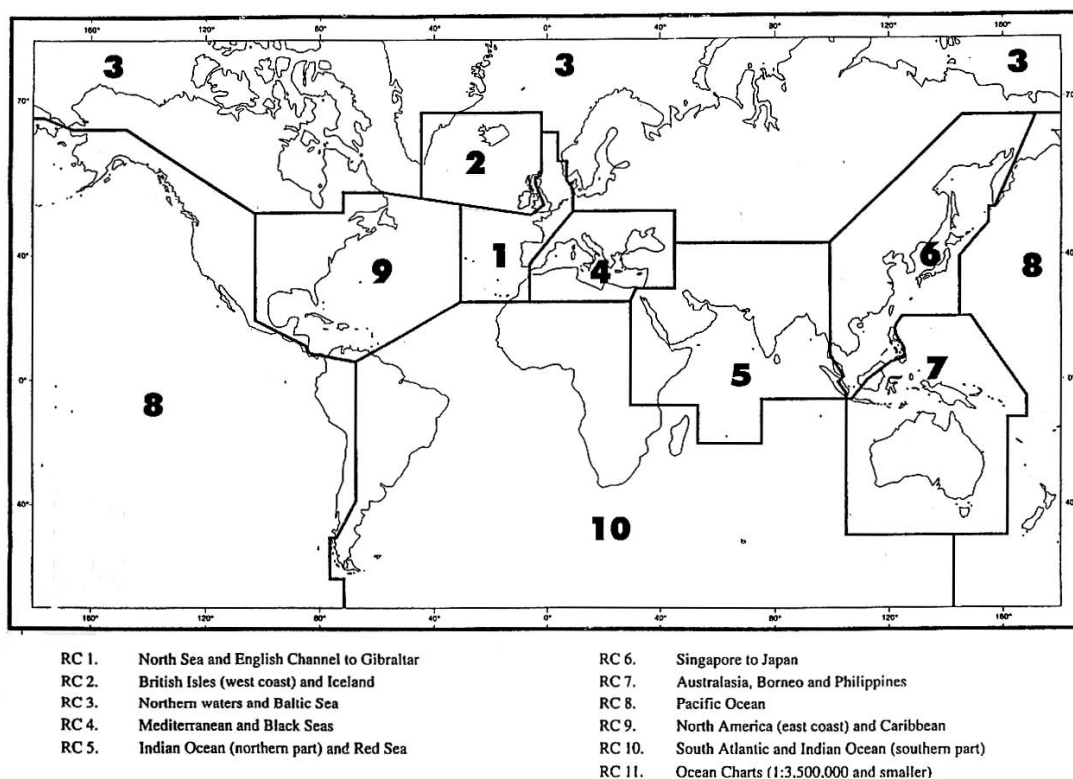 160° 120° 80° 40° 0° 40° 80° 120° 160°
3 3 3
70° 70°
2
40° 9 1 4 6 8 40°
0° 8 5 7 0°
40° 10 40°
160° 120° 80° 40° 0° 40° 80° 120° 160°
RC 1. North Sea and English Channel to Gibraltar
RC 2. British Isles (west coast) and Iceland
RC 3. Northern waters and Baltic Sea
RC 4. Mediterranean and Black Seas
RC 5. Indian Ocean (northern part) and Red Sea
RC 6. Singapore to Japan
RC 7. Australasia, Borneo and Philippines
RC 8. Pacific Ocean
RC 9. North America (east coast) and Caribbean
RC 10. South Atlantic and Indian Ocean (southern part)
RC 11. Ocean Charts (1:3,500,000 and smaller)